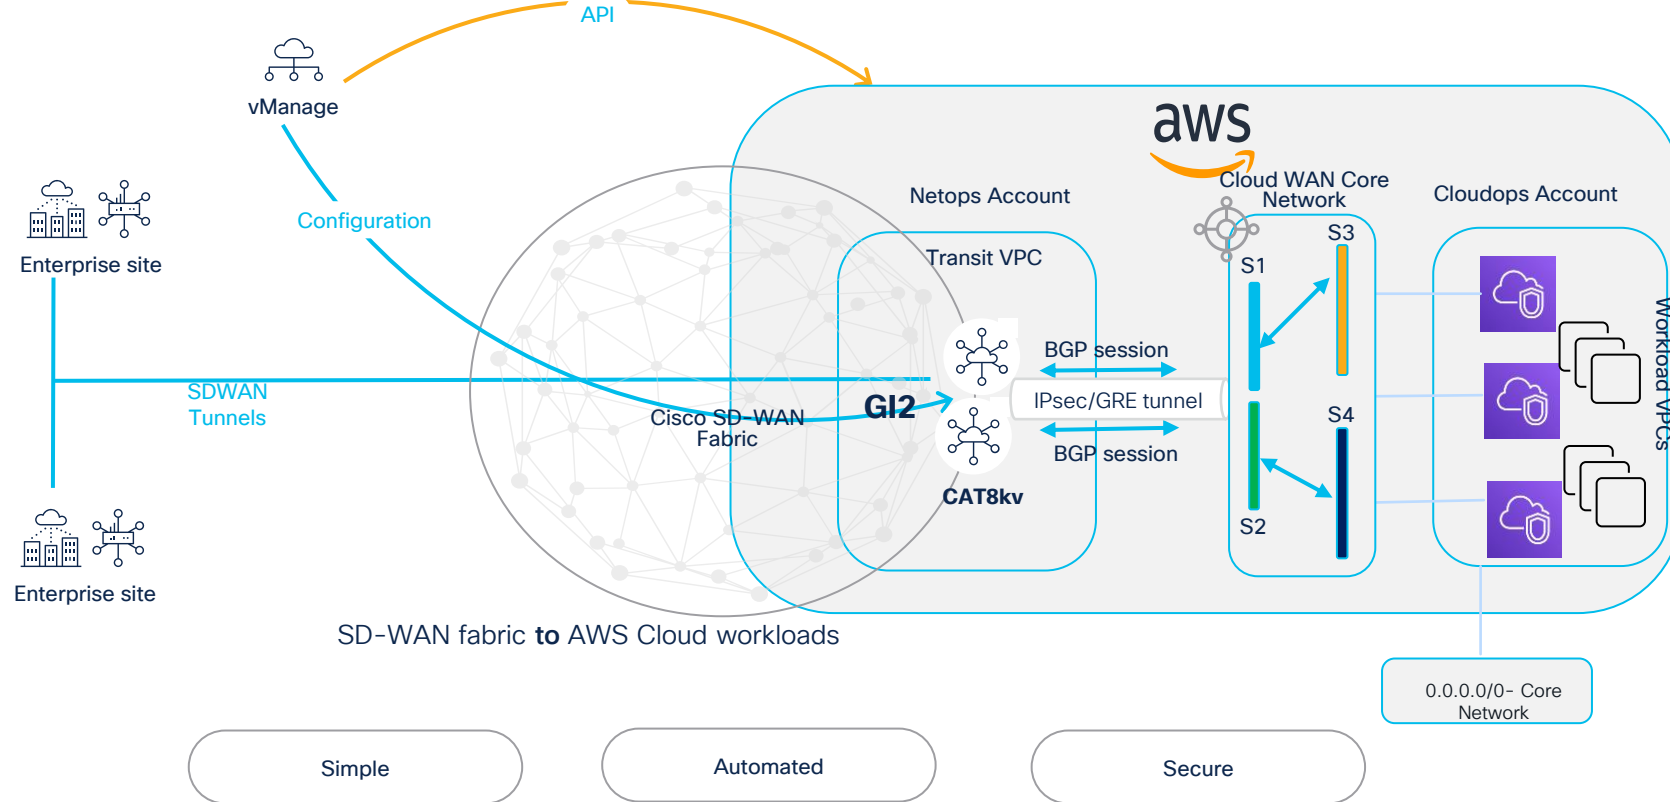 API
vManage
aws
Cloud WAN Core
Network
Netops Account
Cloudops Account
Configuration
Enterprise site
Transit VPC
S3
S1
Workload VPCs
BGP session
SDWAN
Tunnels
GI2
IPsec/GRE tunnel
Cisco SD-WAN
Fabric
S4
BGP session
CAT8kv
S2
Enterprise site
SD-WAN fabric to AWS Cloud workloads
0.0.0.0/0- Core
Network
Simple
Automated
Secure